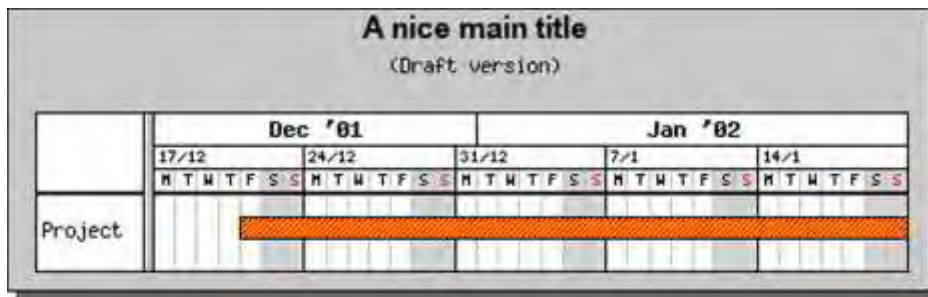 A nice main title
(Draft version)
Dec '01 Jan '02
17/12 24/12 31/12 7/1 14/1
M T W T F S S M T W T F S S M T W T F S S M T W T F S S M T W T F S S
Project